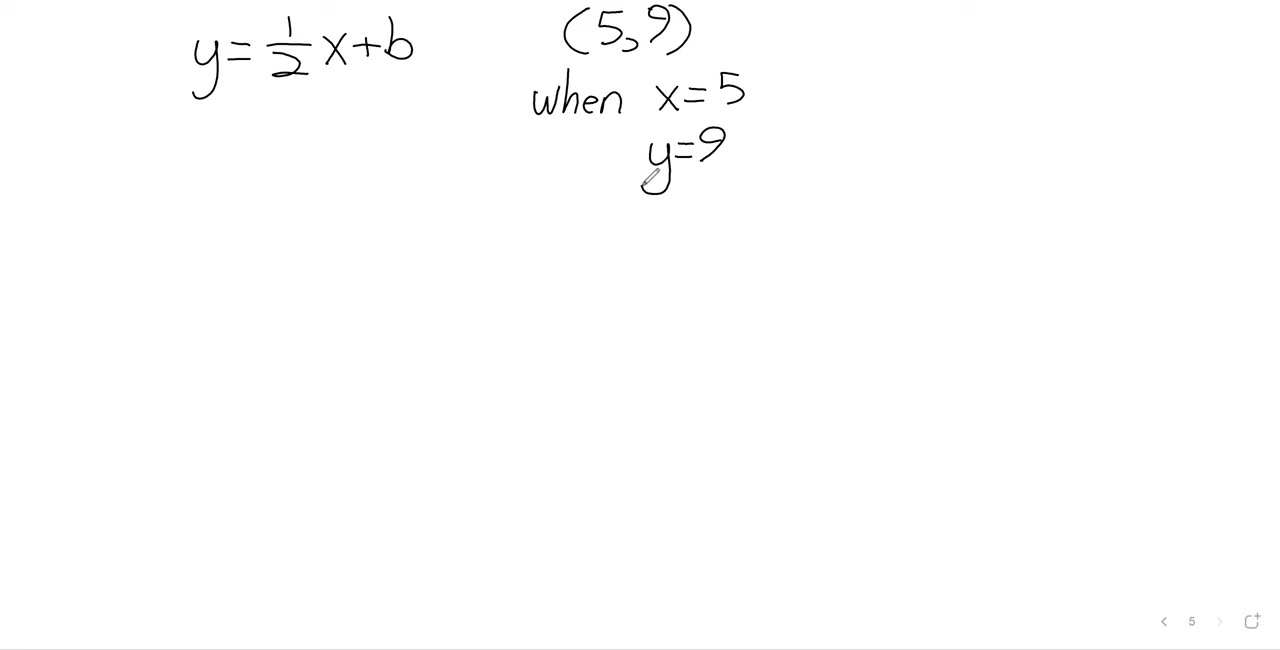 y = 1/2 x + b
(5, 9)
when x = 5
y = 9
5